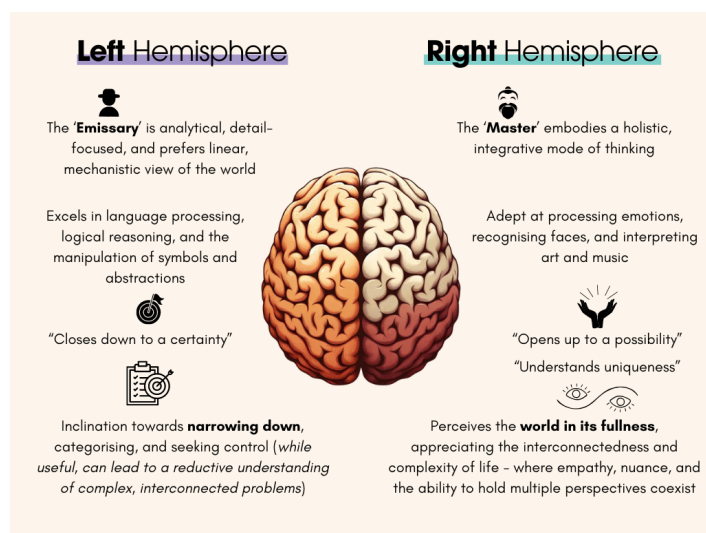 Left Hemisphere
The ‘Emissary’ is analytical, detail-
focused, and prefers linear,
mechanistic view of the world
Excels in language processing,
logical reasoning, and the
manipulation of symbols and
abstractions
“Closes down to a certainty”
Inclination towards narrowing down,
categorising, and seeking control (while
useful, can lead to a reductive understanding
of complex, interconnected problems)
Right Hemisphere
The ‘Master’ embodies a holistic,
integrative mode of thinking
Adept at processing emotions,
recognising faces, and interpreting
art and music
“Opens up to a possibility”
“Understands uniqueness”
Perceives the world in its fullness,
appreciating the interconnectedness and
complexity of life - where empathy, nuance, and
the ability to hold multiple perspectives coexist